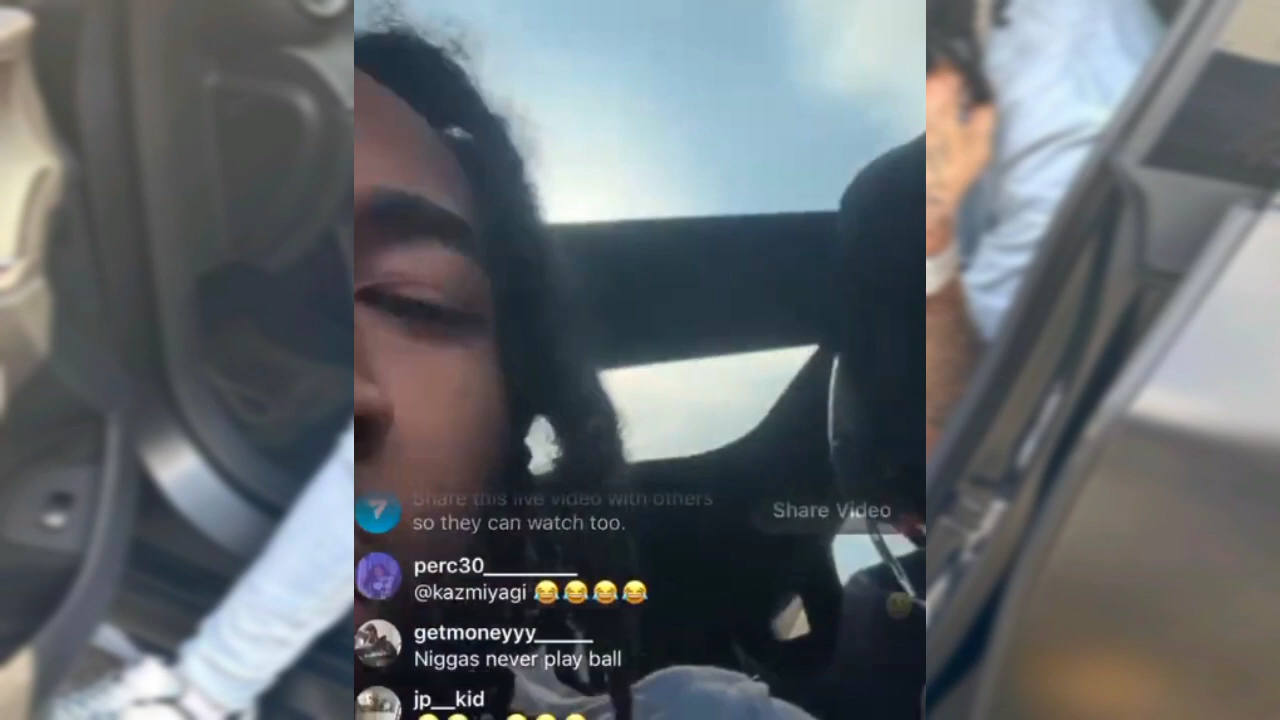 Share this live video with others
so they can watch too.
Share Video
perc30_________
@kazmiyagi 😂😂😂😂
getmoneyyy_____
Niggas never play ball
jp__kid